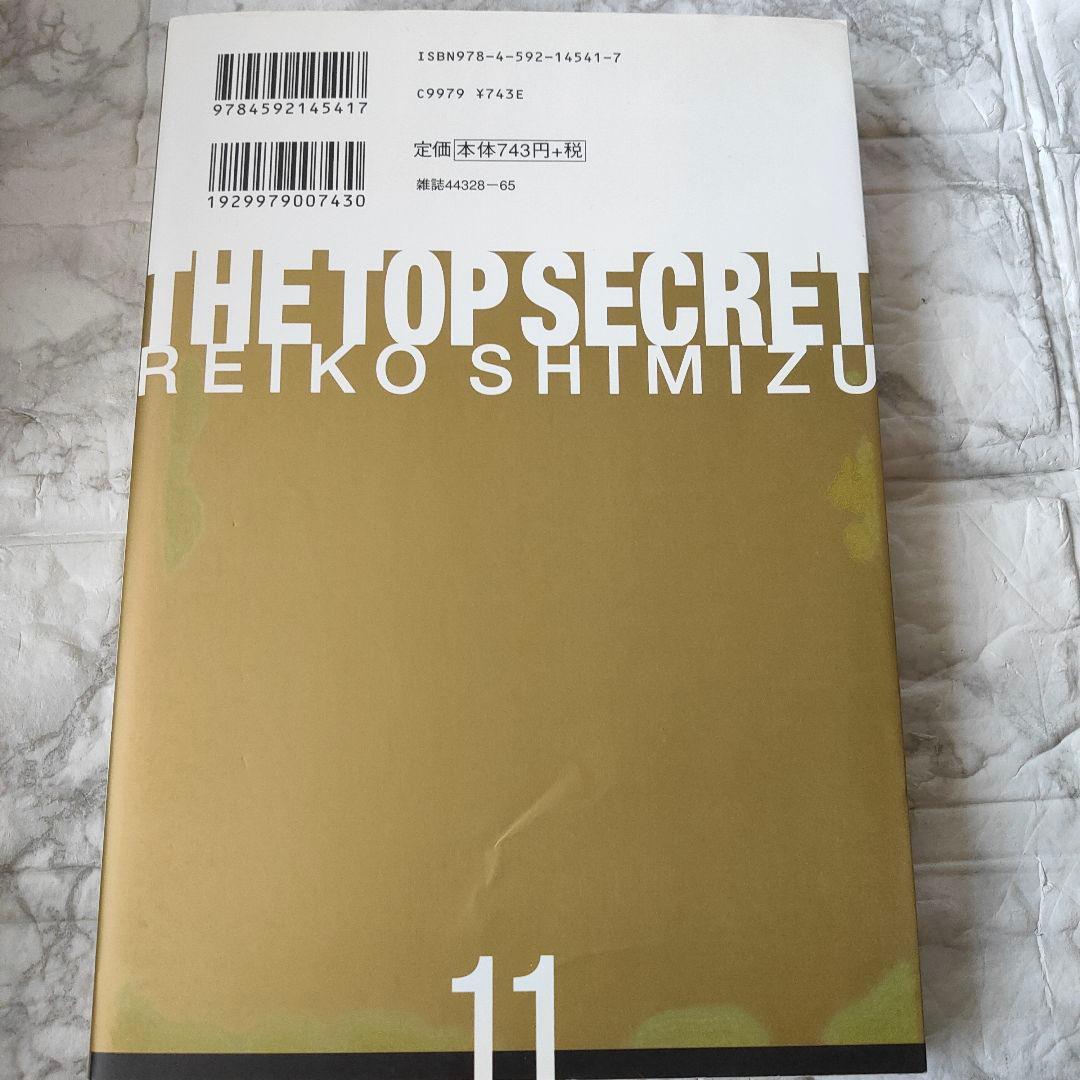 ISBN978-4-592-14541-7
9784592145417
C9979 ¥743E
定価 本体743円+税
雑誌44328-65
1929979007430
THE TOP SECRET
REIKO SHIMIZU
11